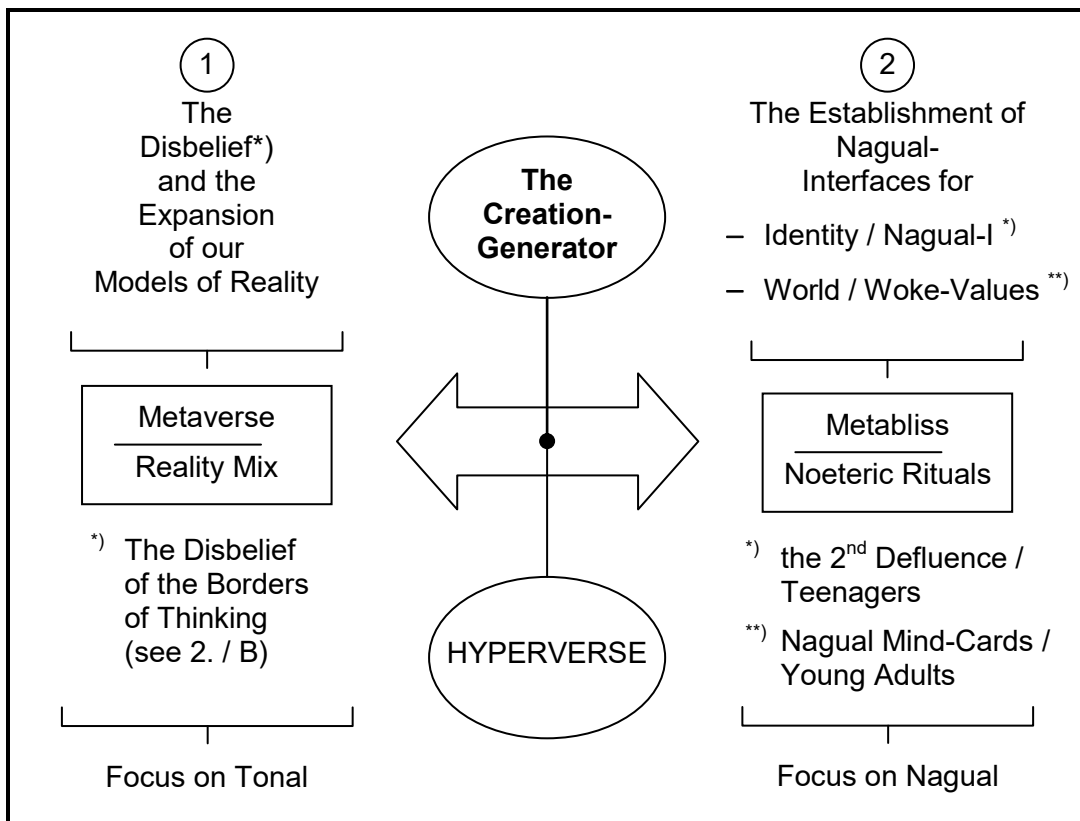 1
The
Disbelief*)
and the
Expansion
of our
Models of Reality
Metaverse
Reality Mix
*) The Disbelief
of the Borders
of Thinking
(see 2. / B)
Focus on Tonal
The
Creation-
Generator
HYPERVERSE
2
The Establishment of
Nagual-
Interfaces for
– Identity / Nagual-I *)
– World / Woke-Values **)
Metabliss
Noeteric Rituals
*) the 2nd Defluence /
Teenagers
**) Nagual Mind-Cards /
Young Adults
Focus on Nagual